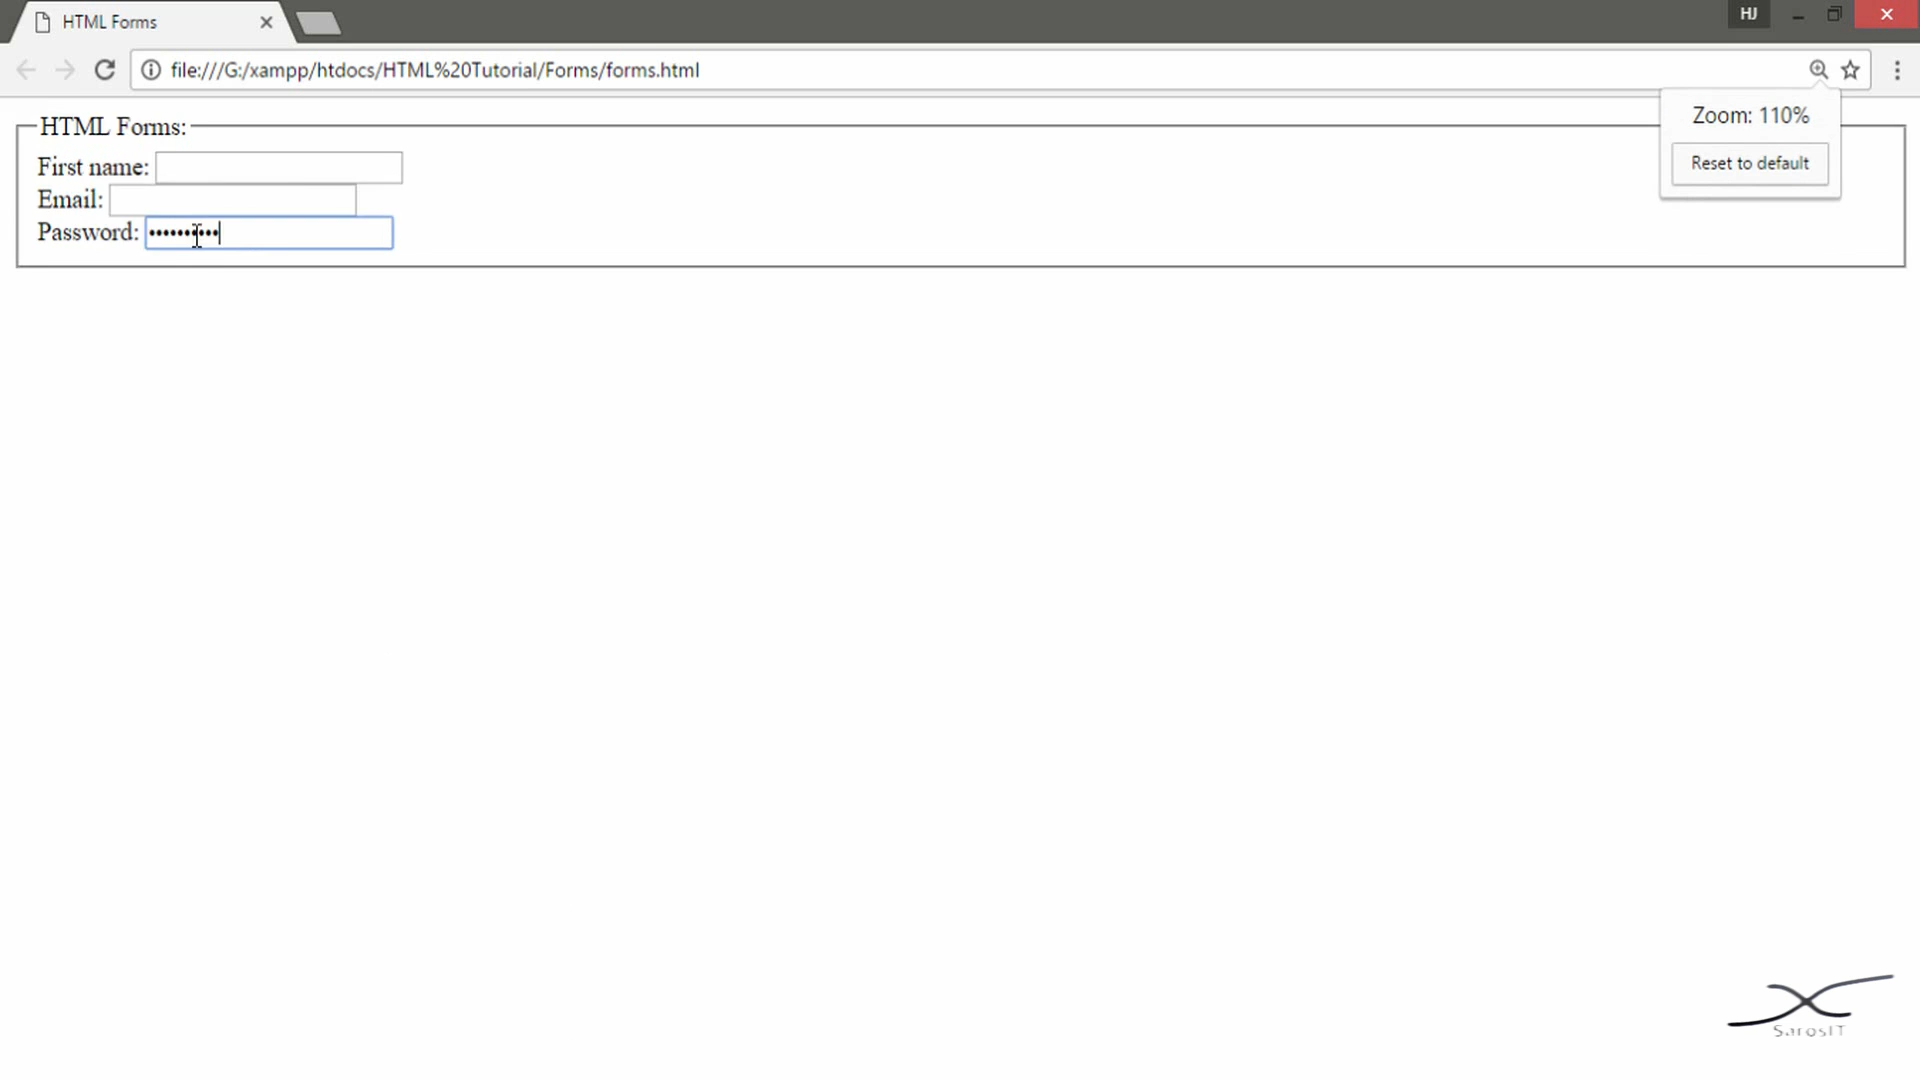 HTML Forms
HJ
file:///G:/xampp/htdocs/HTML%20Tutorial/Forms/forms.html
Zoom: 110%
Reset to default
HTML Forms:
First name:
Email:
Password: ••••••••••
SarosIT